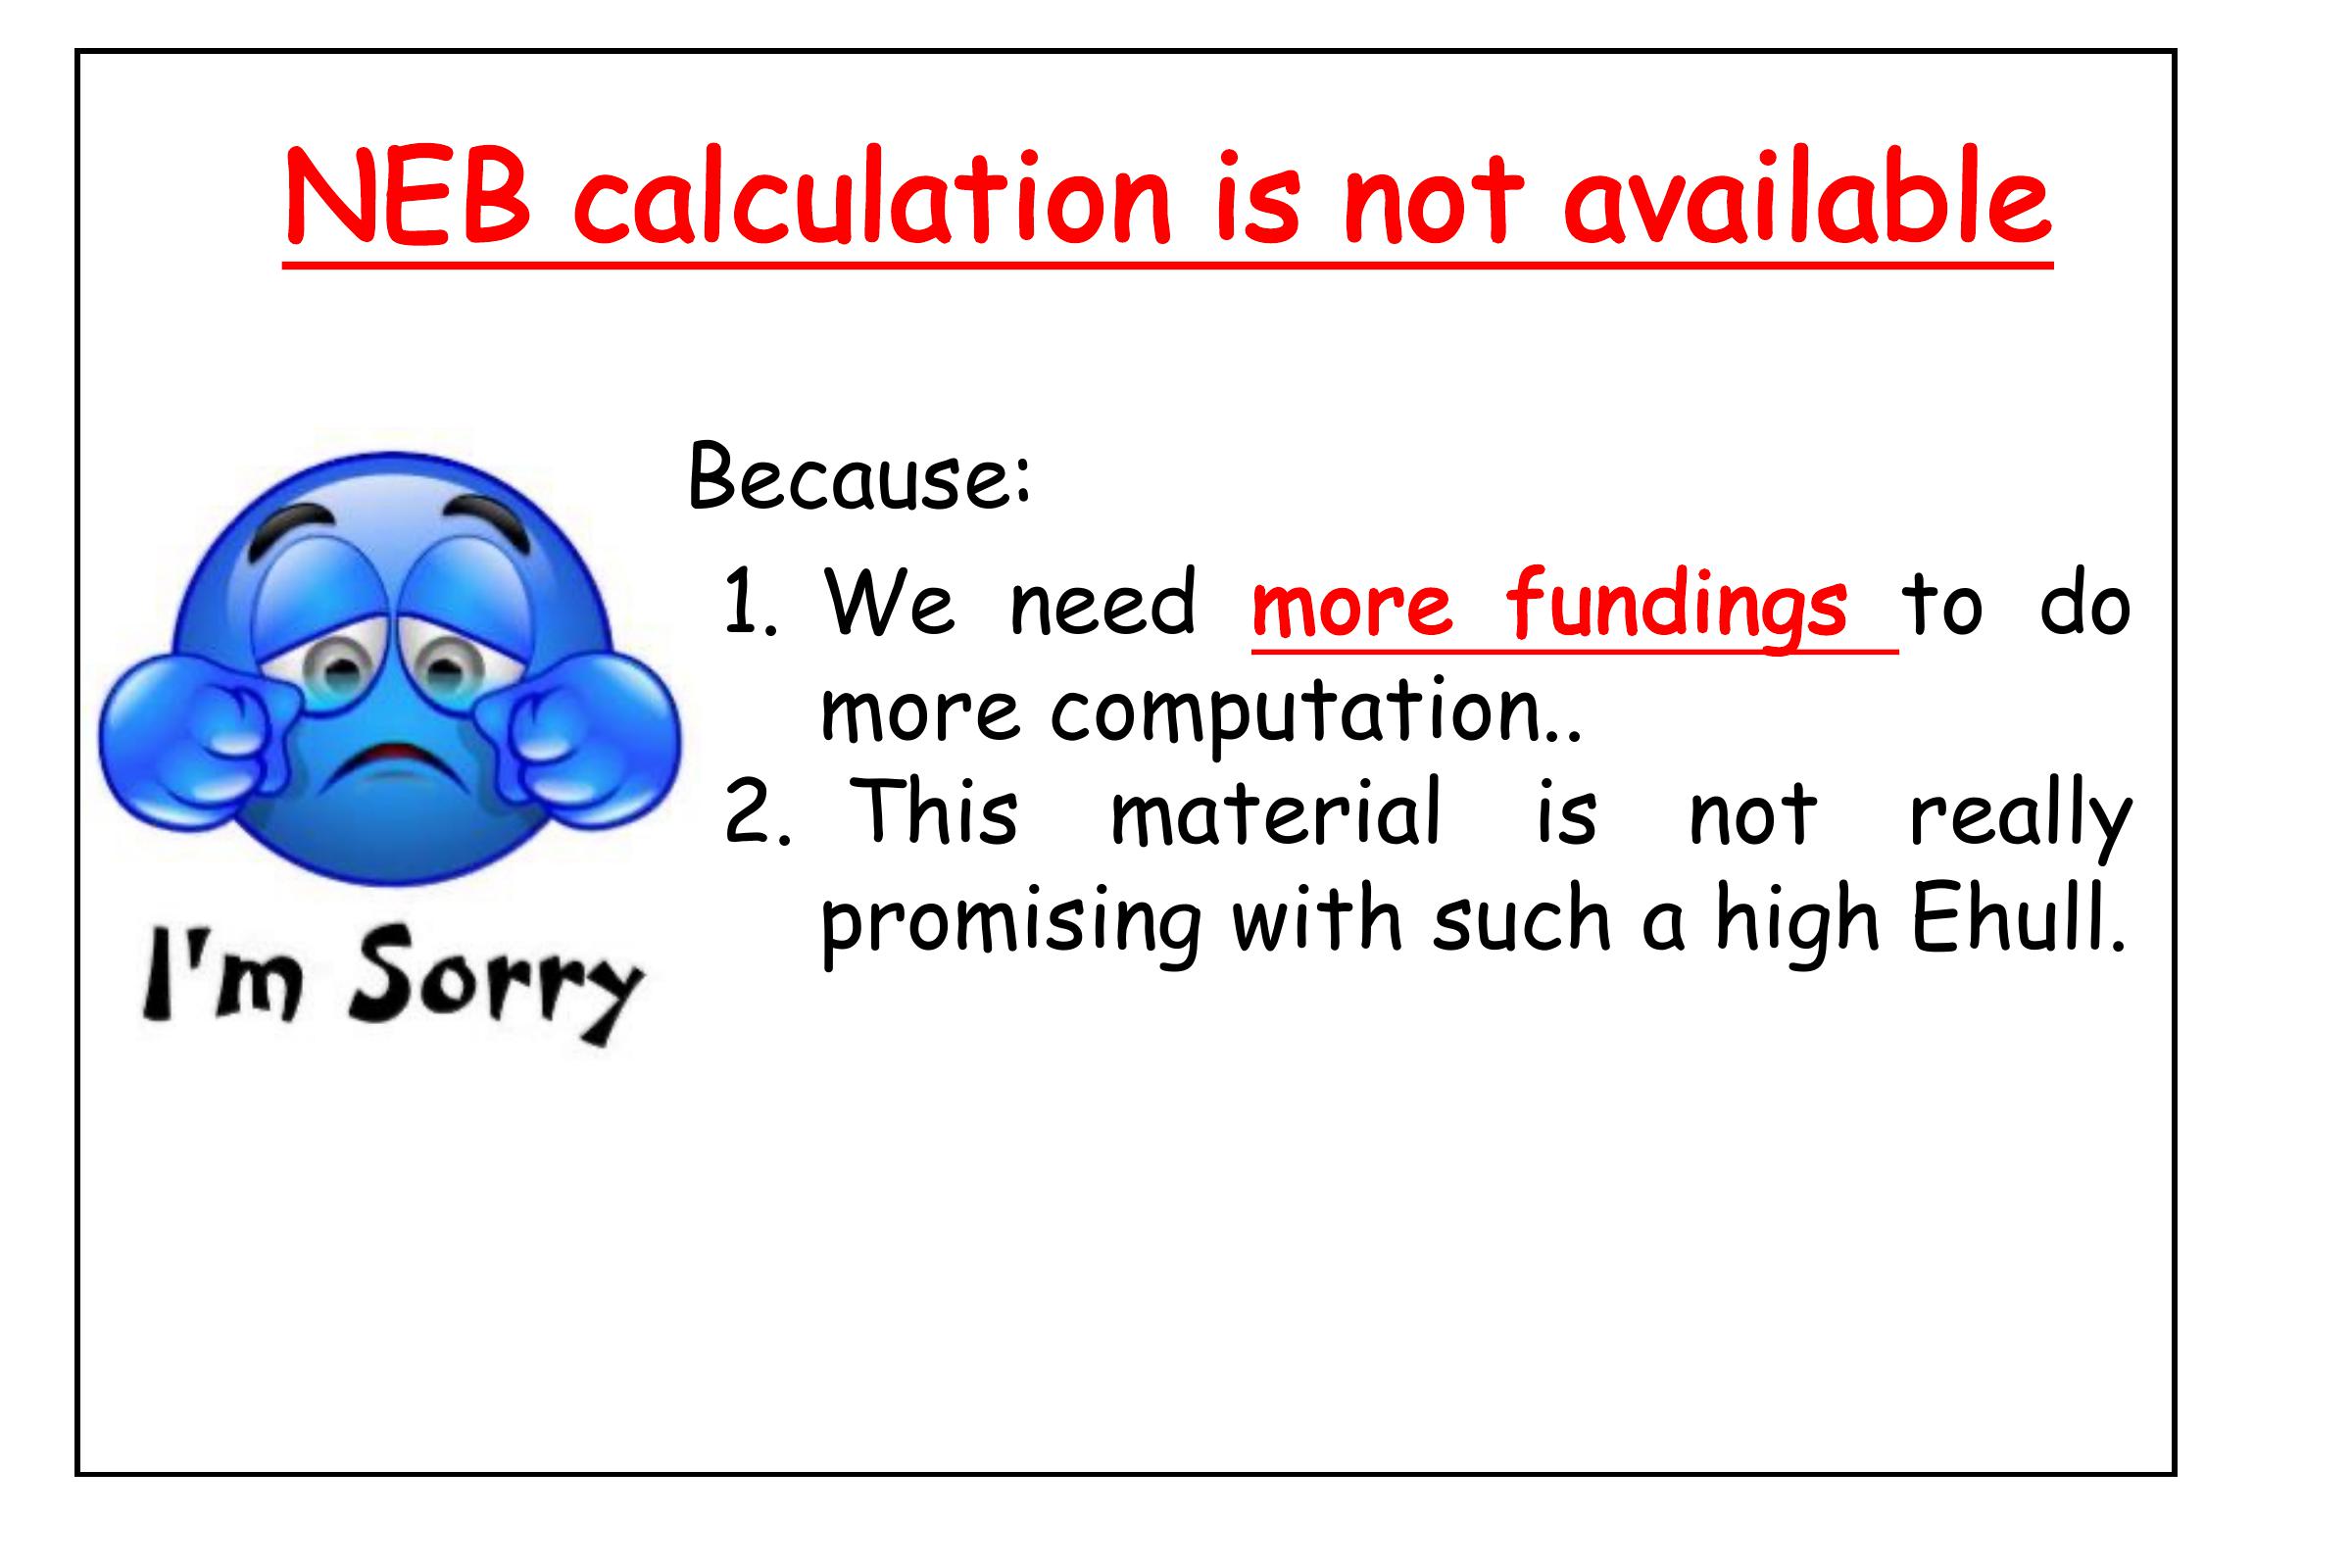 NEB calculation is not available
Because:
1. We need more fundings to do
more computation..
2. This material is not really
promising with such a high Ehull.
I'm Sorry